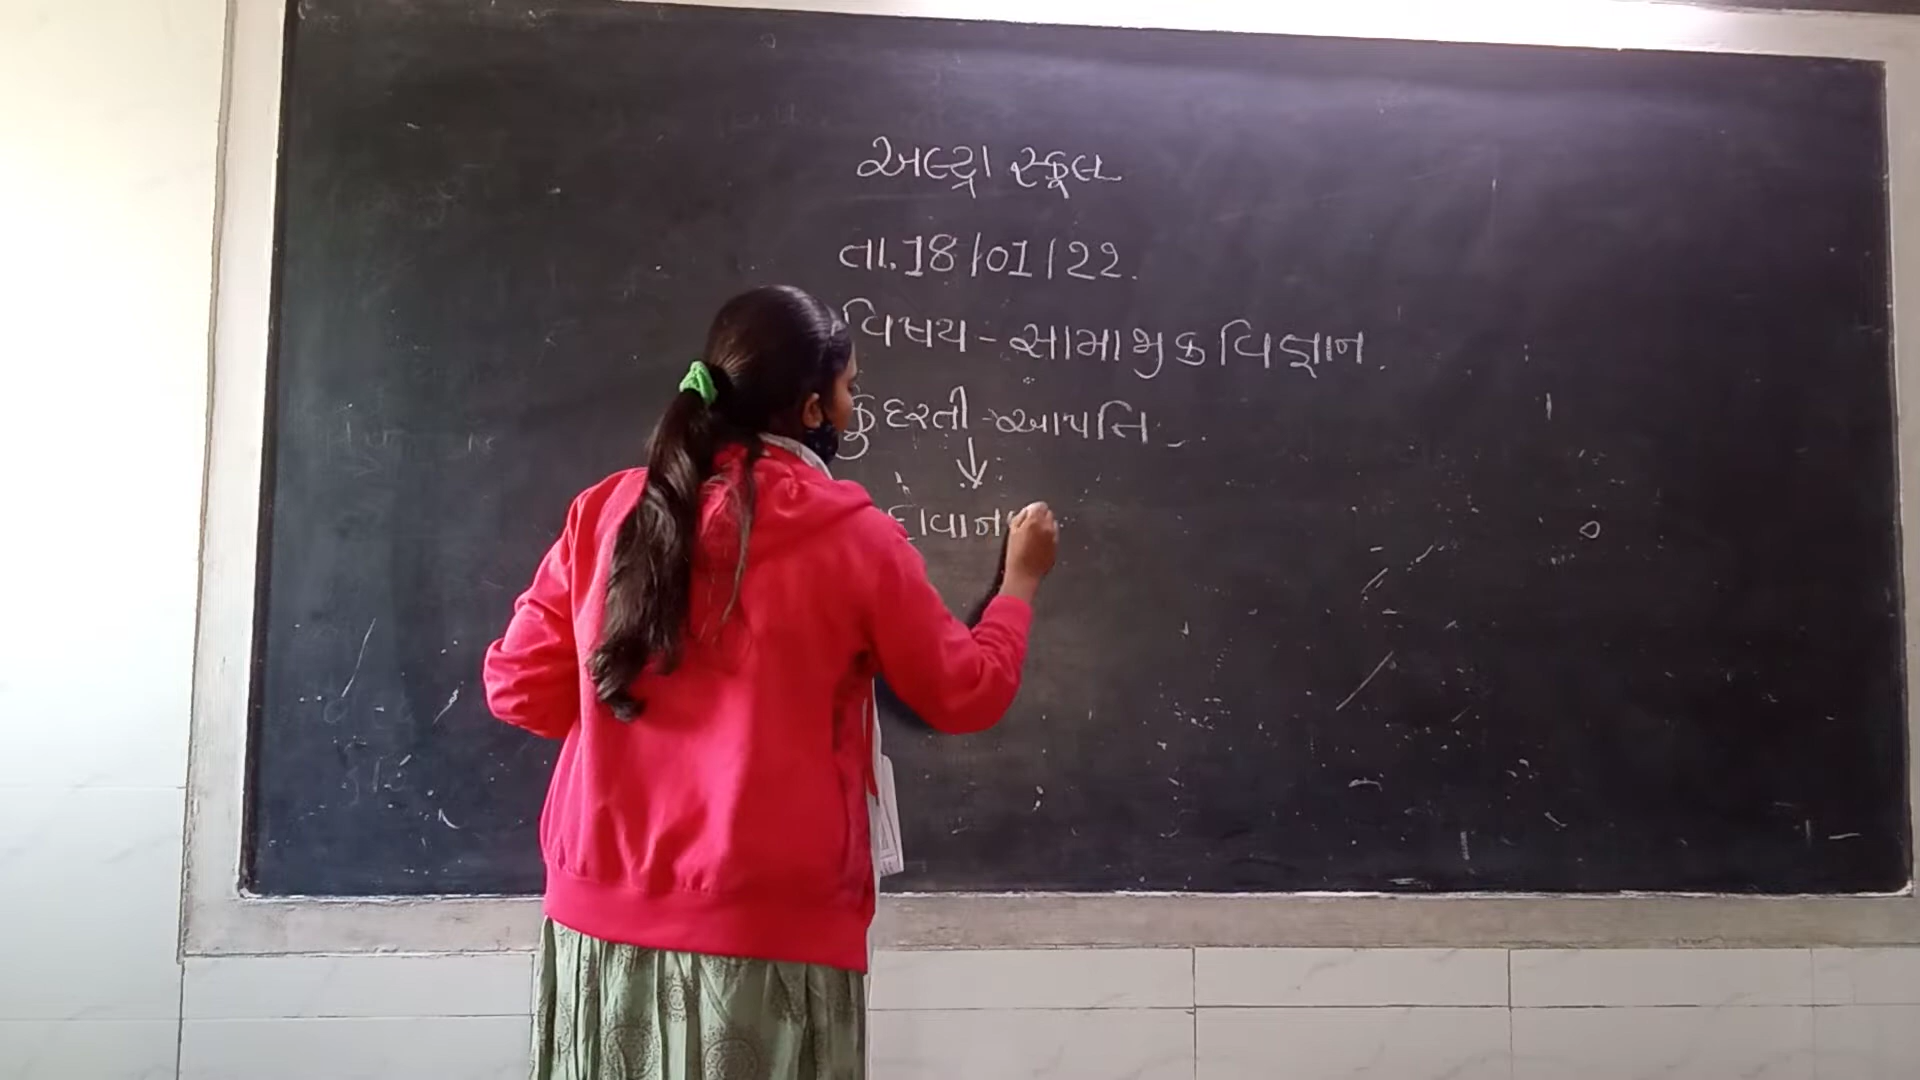 અલ્ટ્રા સ્કૂલ
તા.18/01/22.
વિષય - સામાજીક વિજ્ઞાન.
કુદરતી - આપત્તિ -
↓
દાવાન